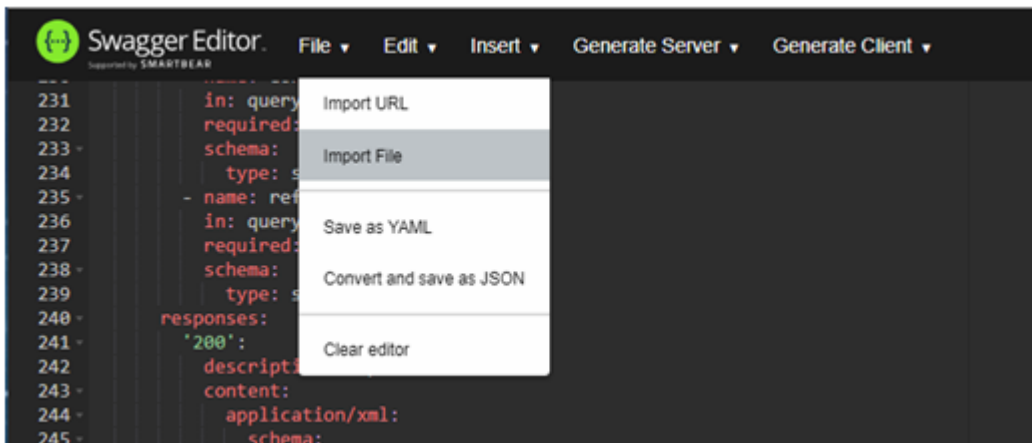 {...} Swagger Editor.
Supported by SMARTBEAR
File ▾ Edit ▾ Insert ▾ Generate Server ▾ Generate Client ▾
231 in: query
232 required:
233 schema:
234 type: s
235 - name: ref
236 in: query
237 required:
238 schema:
239 type: s
240 responses:
241 '200':
242 descripti
243 content:
244 application/xml:
245 schema:
Import URL
Import File
Save as YAML
Convert and save as JSON
Clear editor